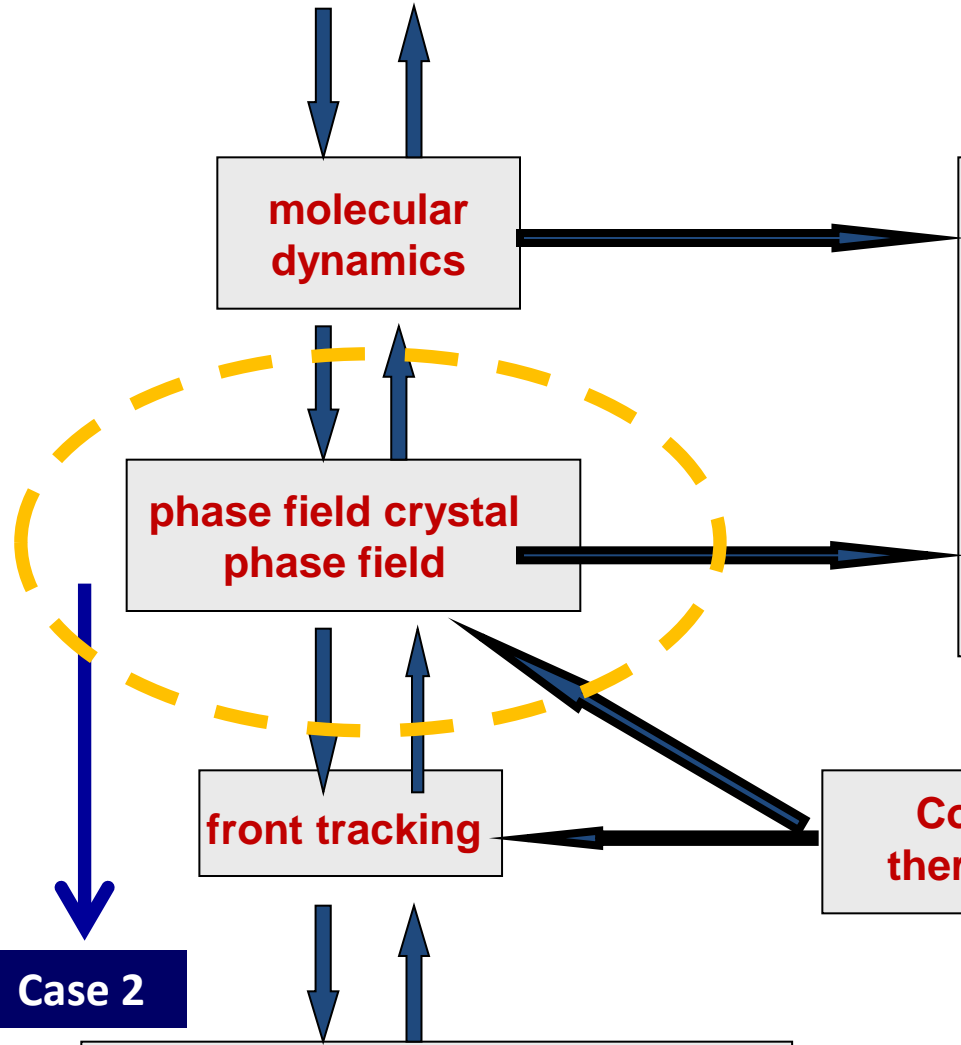 molecular
dynamics
phase field crystal
phase field
front tracking
Case 2